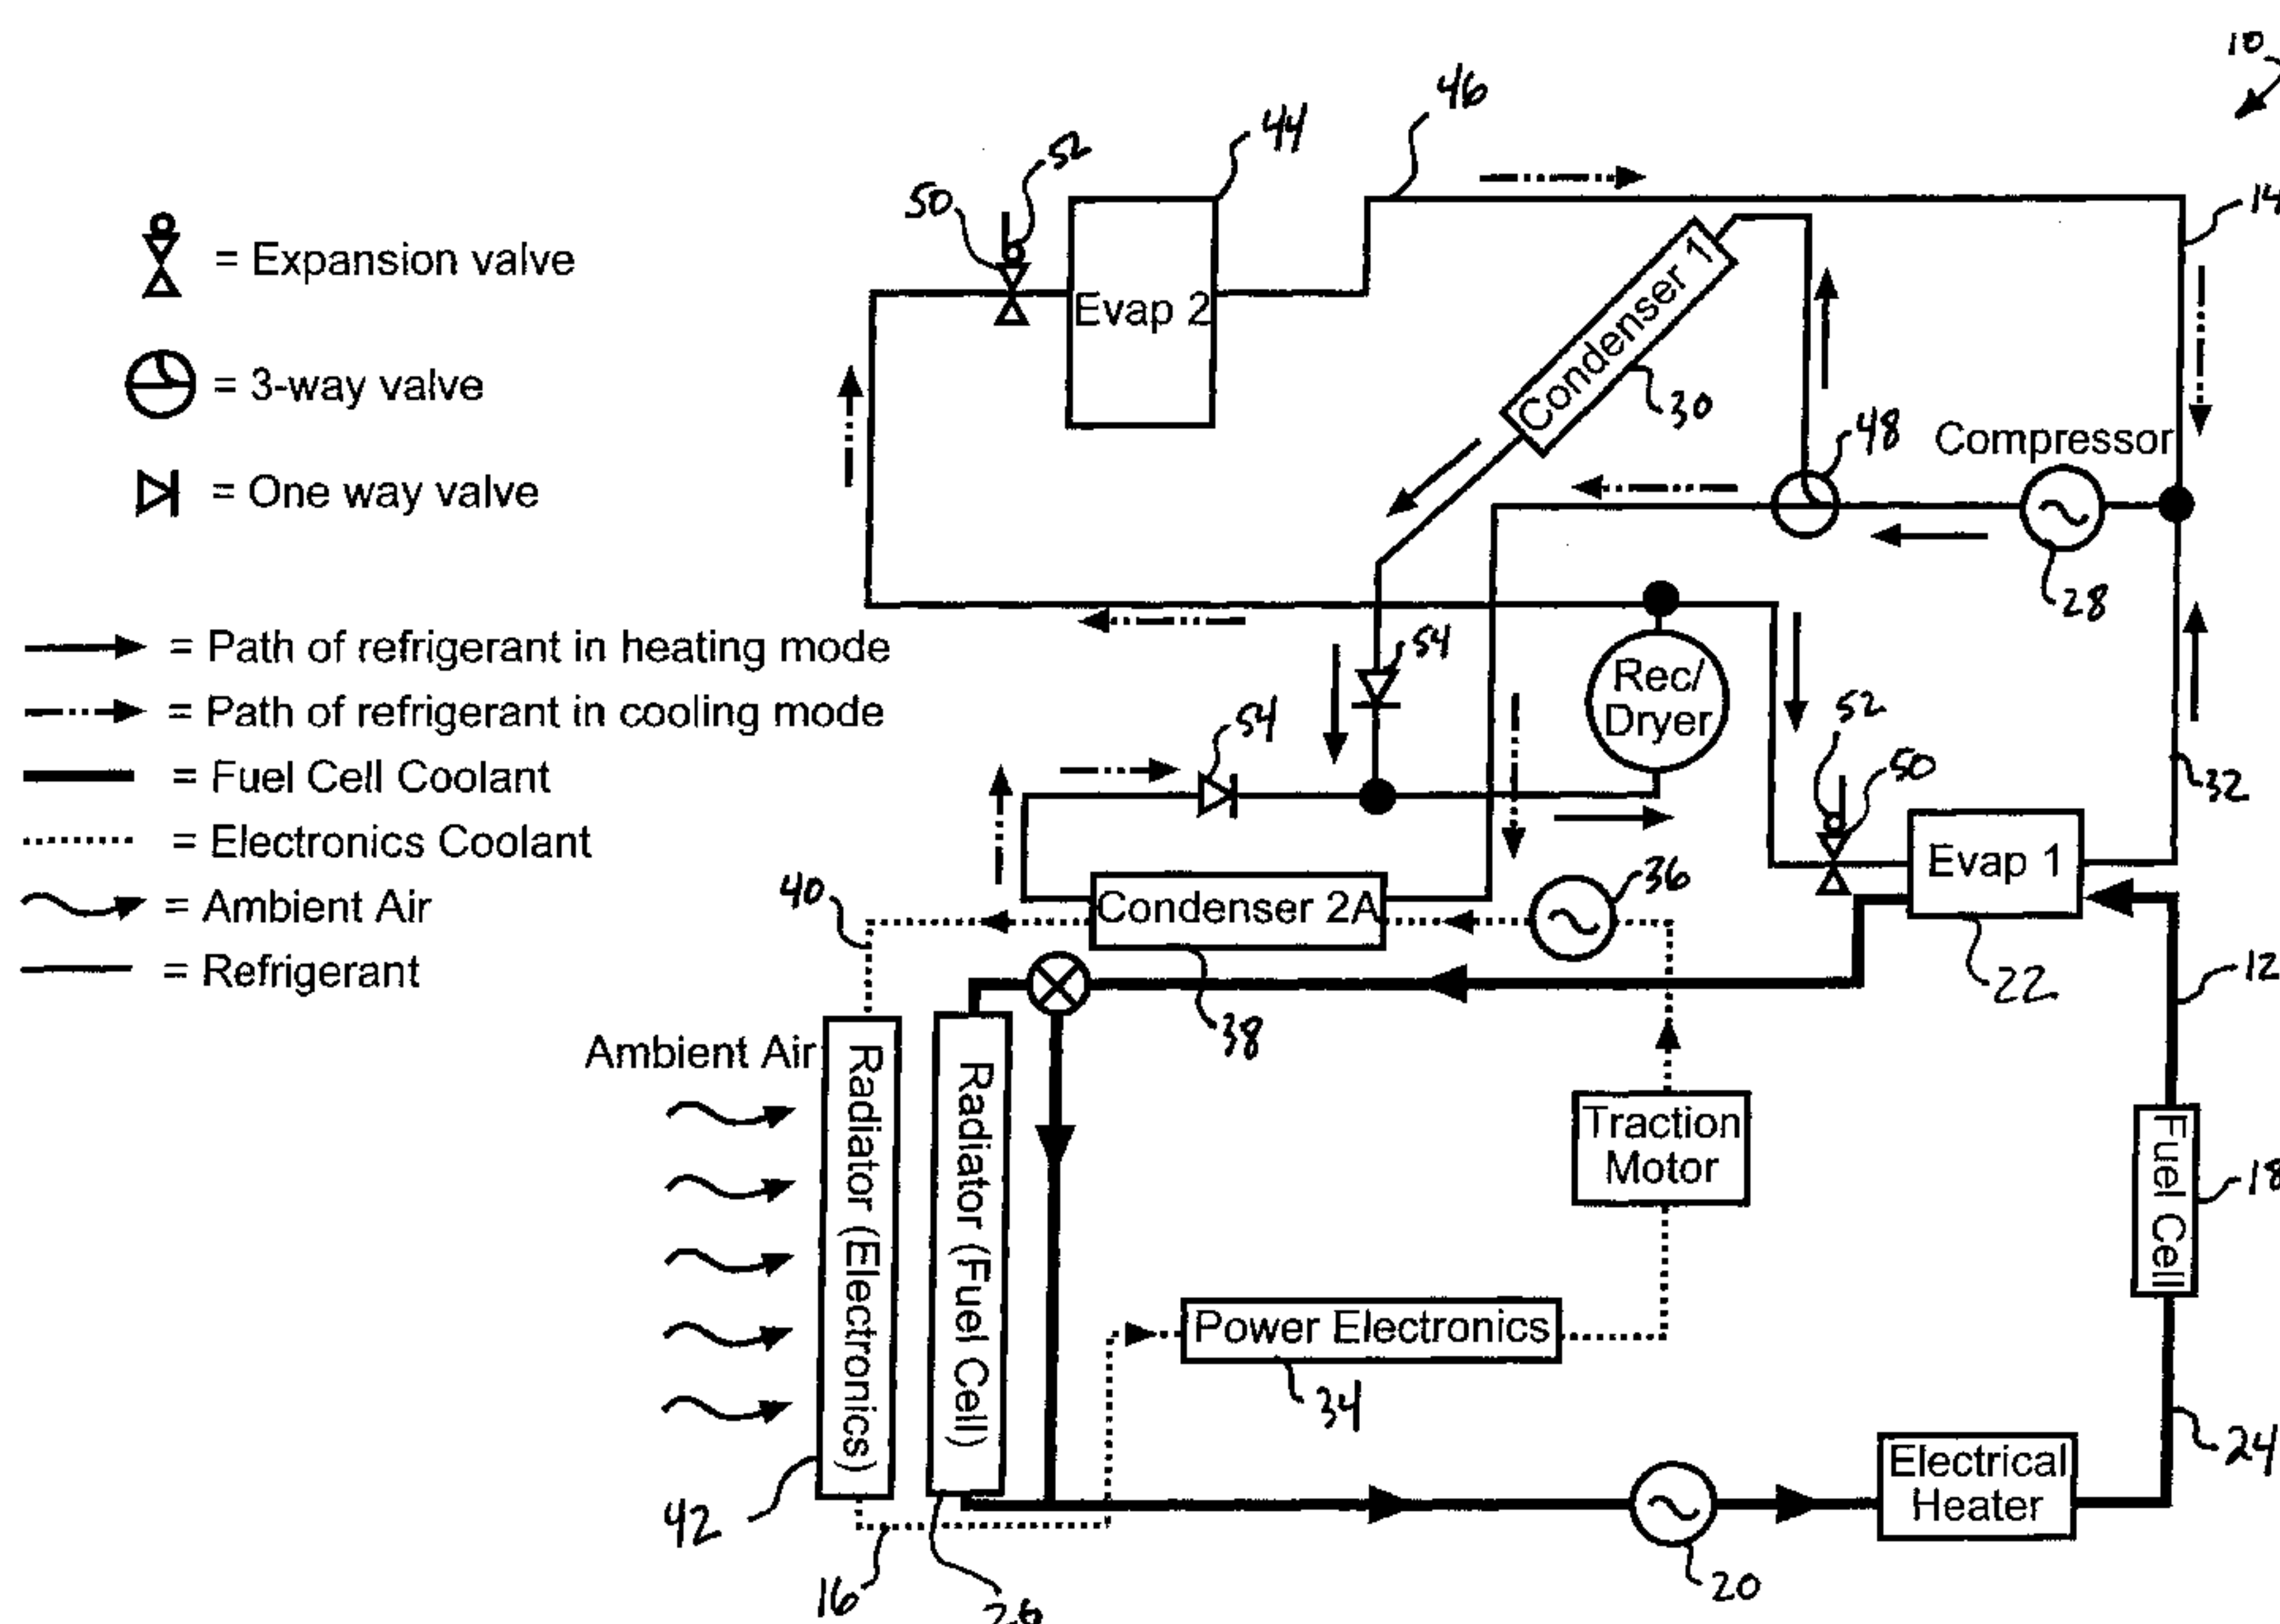 10
46
44
52
50
14
= Expansion valve
Evap 2
Condenser 1
= 3-way valve
30
48
Compressor
= One way valve
28
54
= Path of refrigerant in heating mode
Rec/
Dryer
52
= Path of refrigerant in cooling mode
54
50
= Fuel Cell Coolant
32
= Electronics Coolant
Evap 1
40
36
= Ambient Air
Condenser 2A
= Refrigerant
22
12
38
Ambient Air
Radiator (Electronics)
Radiator (Fuel Cell)
Traction
Motor
Fuel Cell
18
Power Electronics
34
24
Electrical
Heater
42
20
16
26